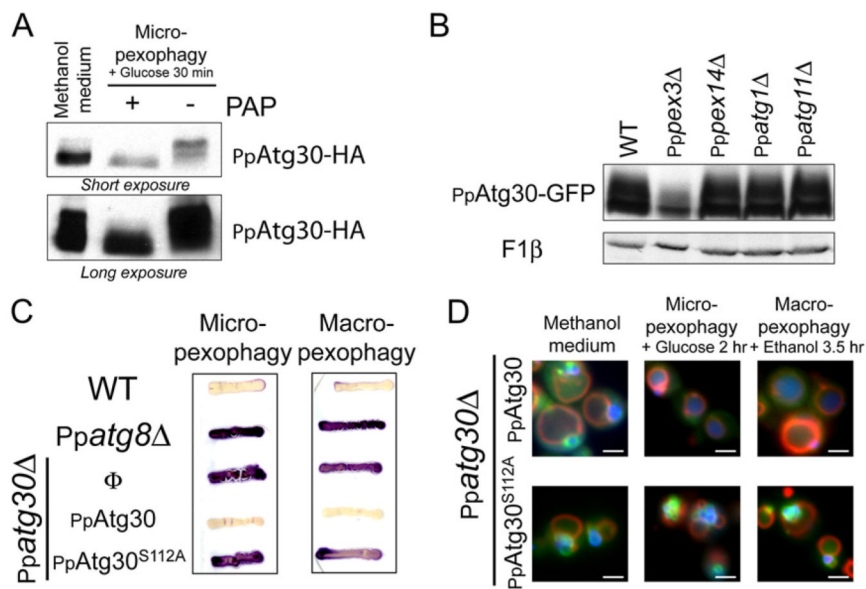 A
Methanol
medium
Micro-
pexophagy
+ Glucose 30 min
+ - PAP
PpAtg30-HA
Short exposure
PpAtg30-HA
Long exposure
B
WT
Pppex3Δ
Pppex14Δ
Ppatg1Δ
Ppatg11Δ
PpAtg30-GFP
F1β
C
Micro-
pexophagy
Macro-
pexophagy
WT
Ppatg8Δ
Ppatg30Δ
Φ
PpAtg30
PpAtg30S112A
D
Methanol
medium
Micro-
pexophagy
+ Glucose 2 hr
Macro-
pexophagy
+ Ethanol 3.5 hr
Ppatg30Δ
PpAtg30
PpAtg30S112A